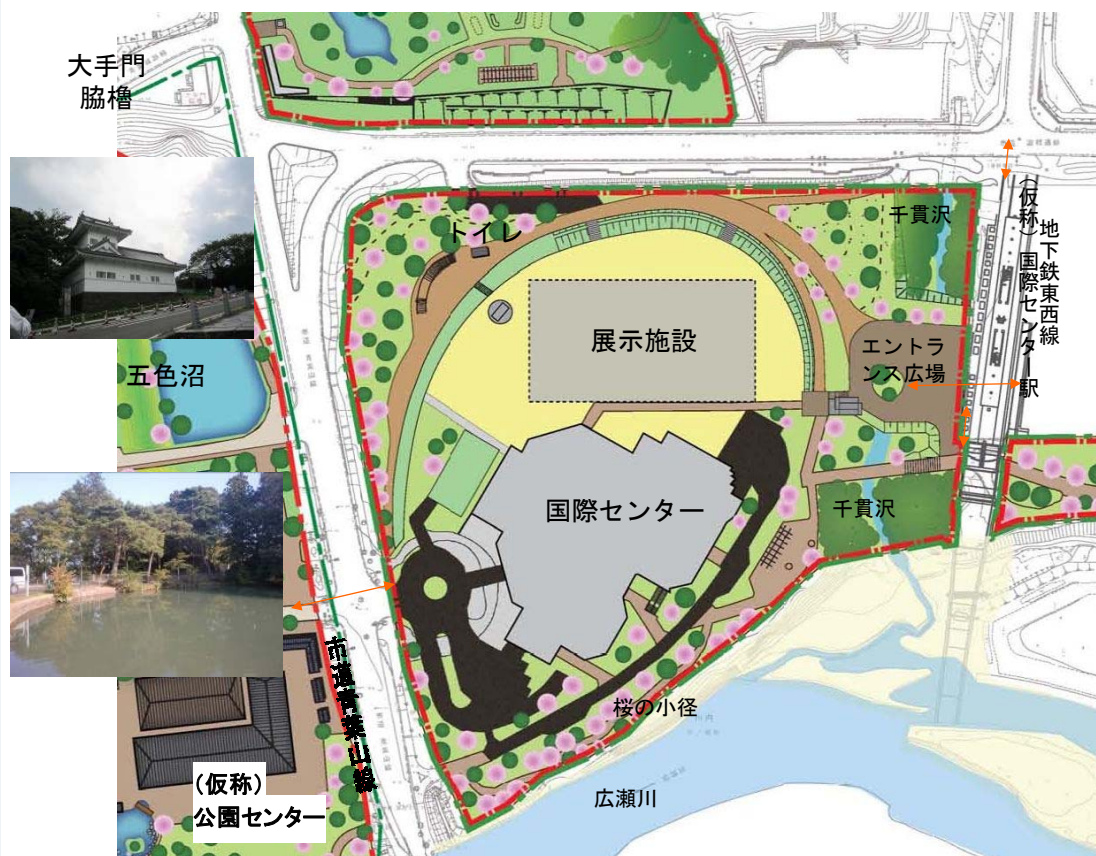 大手門
脇櫓
トイレ
千貫沢
(仮称)国際センター駅
地下鉄東西線
展示施設
エントラ
ンス広場
五色沼
国際センター
千貫沢
市道青葉山線
桜の小径
(仮称)
公園センター
広瀬川